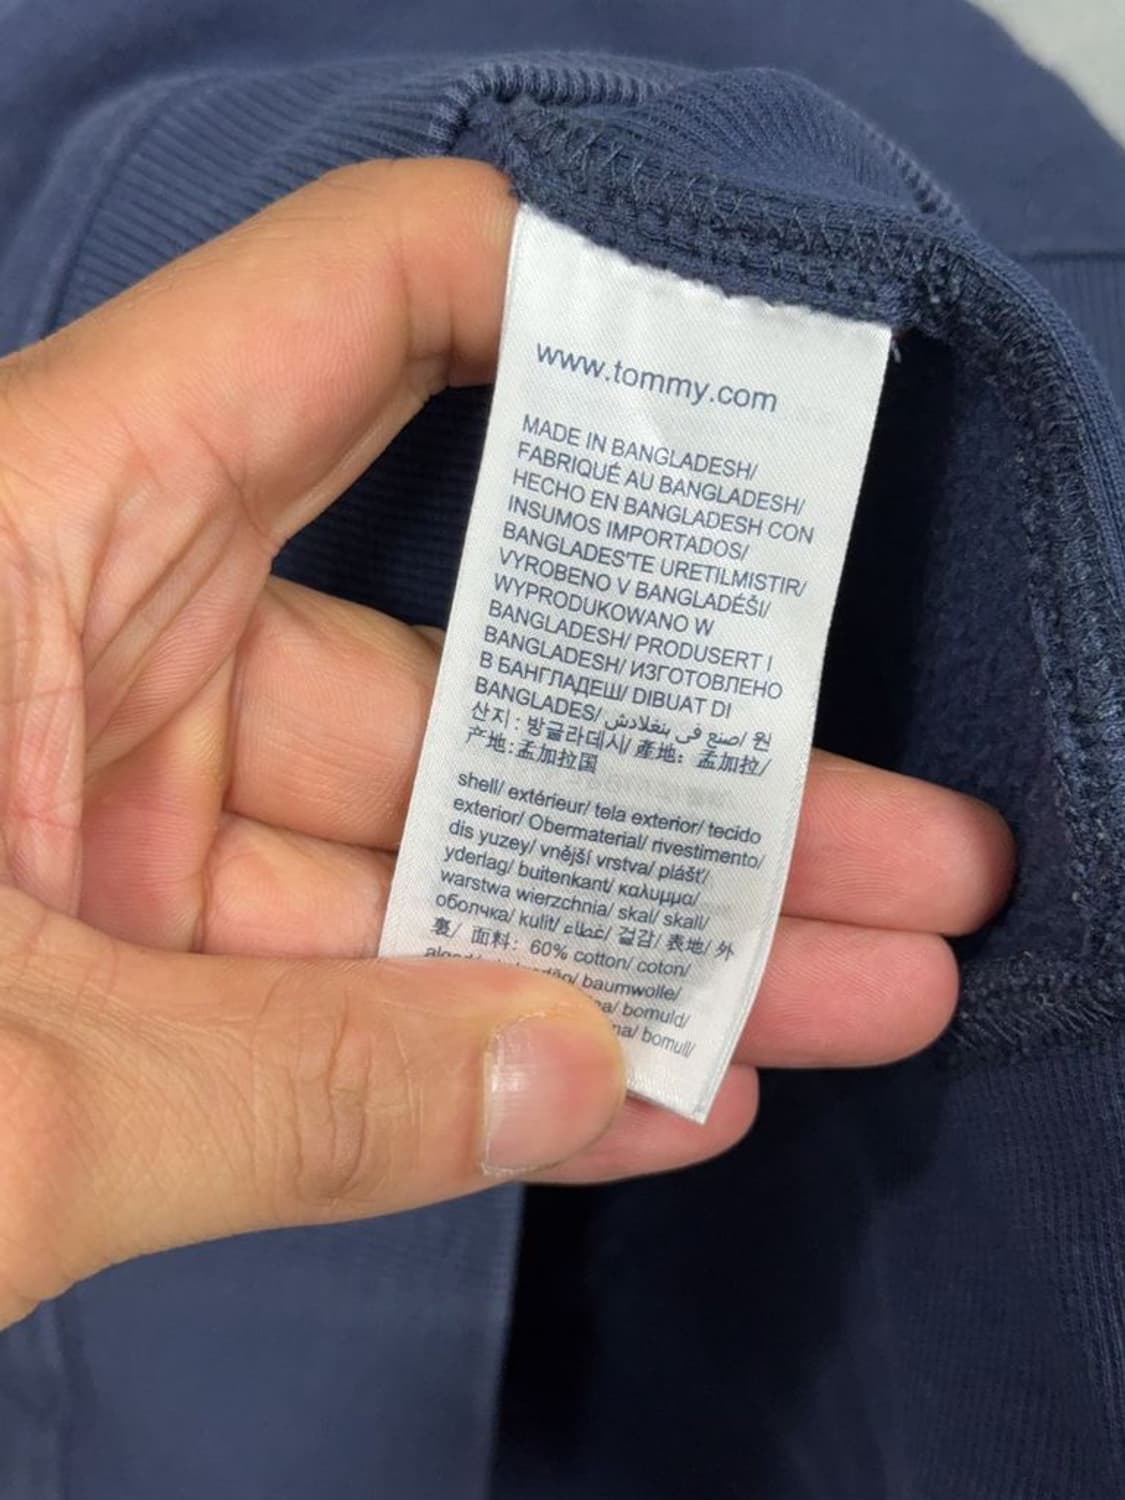 www.tommy.com
MADE IN BANGLADESH/
FABRIQUÉ AU BANGLADESH/
HECHO EN BANGLADESH CON
INSUMOS IMPORTADOS/
BANGLADES'TE URETILMISTIR/
VYROBENO V BANGLADÉŠI/
WYPRODUKOWANO W
BANGLADESH/ PRODUSERT I
BANGLADESH/ ИЗГОТОВЛЕНО
В БАНГЛАДЕШ/ DIBUAT DI
BANGLADES/ اصنع في بنغلادش/ 원
산지 : 방글라데시/ 產地：孟加拉/
产地:孟加拉国
shell/ extérieur/ tela exterior/ tecido
exterior/ Obermaterial/ rivestimento/
dis yuzey/ vnější vrstva/ plášť/
yderlag/ buitenkant/ καλυμμα/
warstwa wierzchnia/ skal/ skall/
оболчка/ kulit/ غطاء/ 겉감/ 表地/ 外
裏/ 面料：60% cotton/ coton/
baumwolle/
bomuld/
bomull/